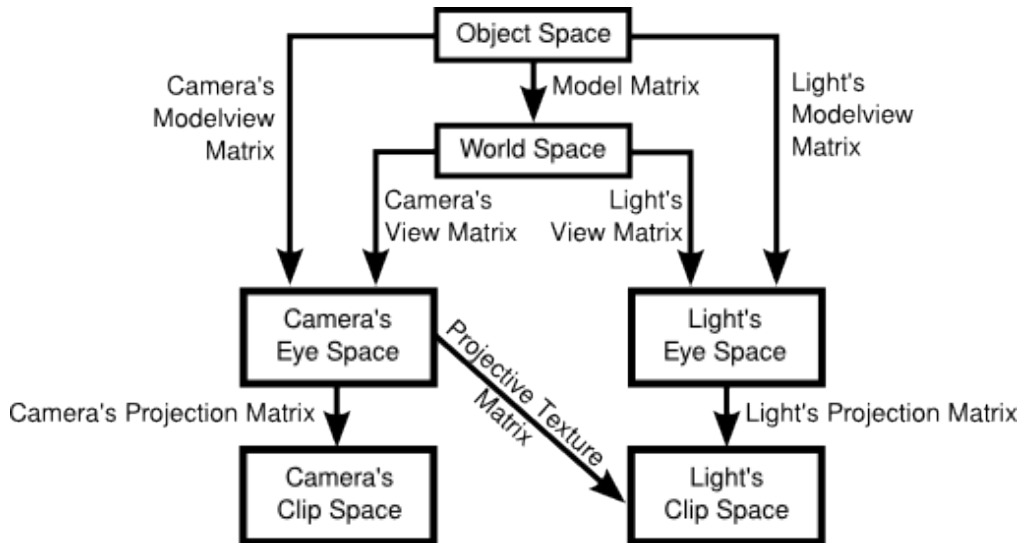 Object Space
Camera's
Modelview
Matrix
Model Matrix
Light's
Modelview
Matrix
World Space
Camera's
View Matrix
Light's
View Matrix
Camera's
Eye Space
Projective Texture
Matrix
Light's
Eye Space
Camera's Projection Matrix
Light's Projection Matrix
Camera's
Clip Space
Light's
Clip Space